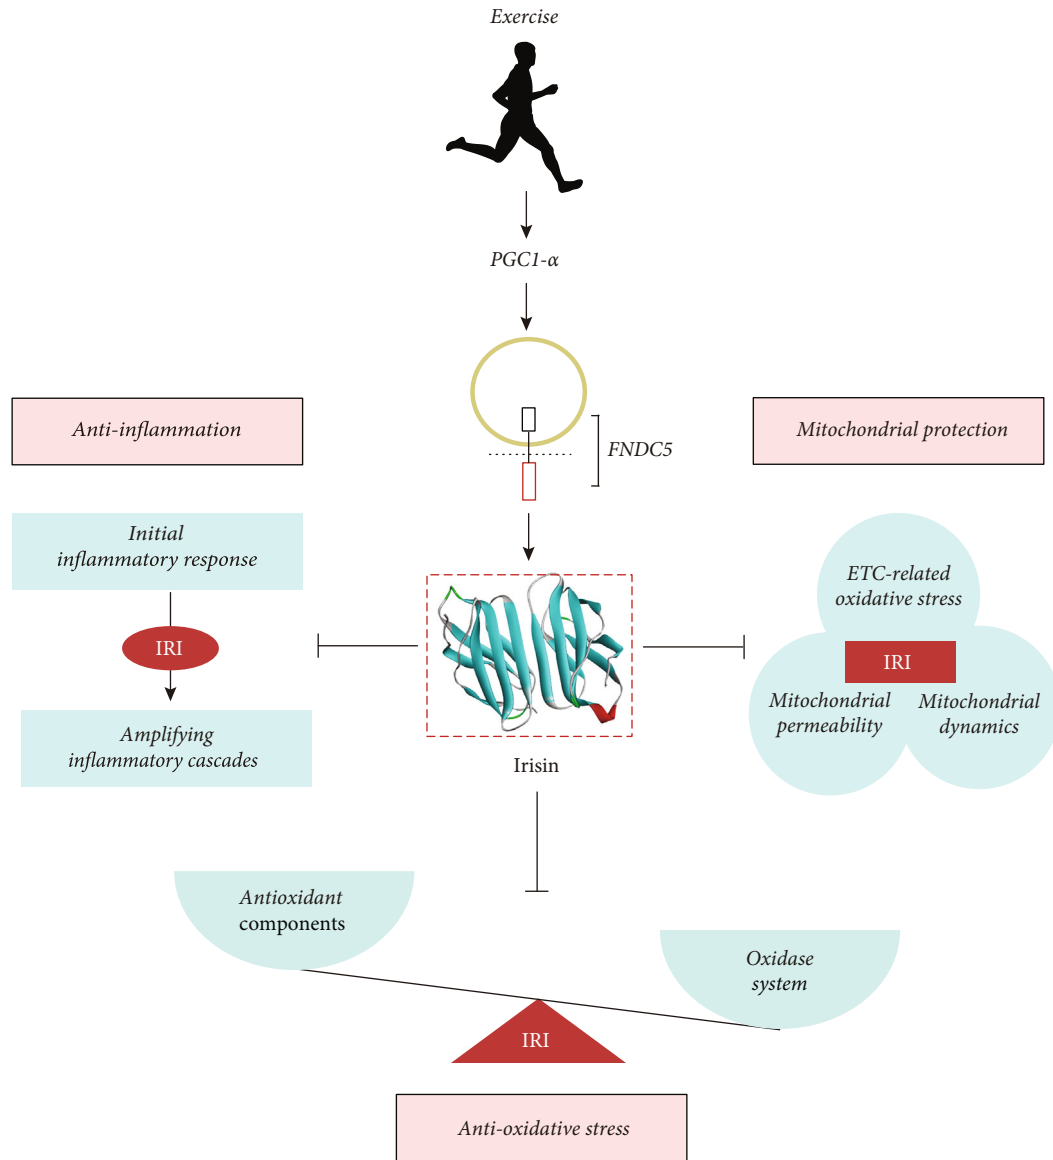 Exercise
PGC1-α
FNDC5
Anti-inflammation
Initial
inflammatory response
IRI
Amplifying
inflammatory cascades
Mitochondrial protection
ETC-related
oxidative stress
IRI
Mitochondrial
permeability
Mitochondrial
dynamics
Irisin
Antioxidant
components
Oxidase
system
IRI
Anti-oxidative stress